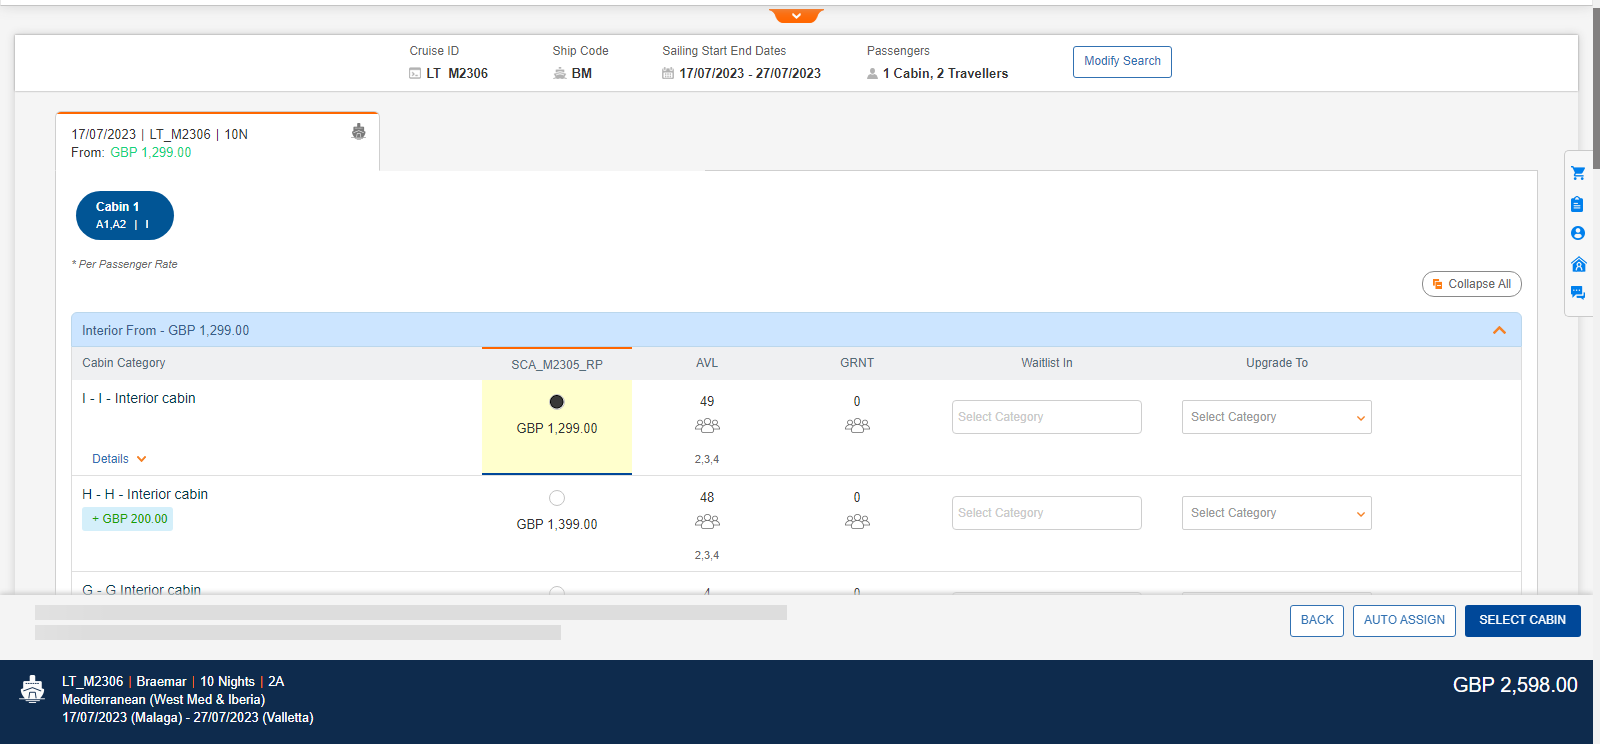 Cruise ID
LT_M2306
Ship Code
BM
Sailing Start End Dates
17/07/2023 - 27/07/2023
Passengers
1 Cabin, 2 Travellers
Modify Search
17/07/2023 | LT_M2306 | 10N
From: GBP 1,299.00
Cabin 1
A1,A2 | I
* Per Passenger Rate
Collapse All
Interior From - GBP 1,299.00
Cabin Category SCA_M2305_RP AVL GRNT Waitlist In Upgrade To
I - I - Interior cabin
49 0
Select Category Select Category
GBP 1,299.00
Details
2,3,4
H - H - Interior cabin
48 0
+ GBP 200.00
Select Category Select Category
GBP 1,399.00
2,3,4
G - G Interior cabin
4 0
BACK AUTO ASSIGN SELECT CABIN
LT_M2306 | Braemar | 10 Nights | 2A
Mediterranean (West Med & Iberia)
17/07/2023 (Malaga) - 27/07/2023 (Valletta)
GBP 2,598.00